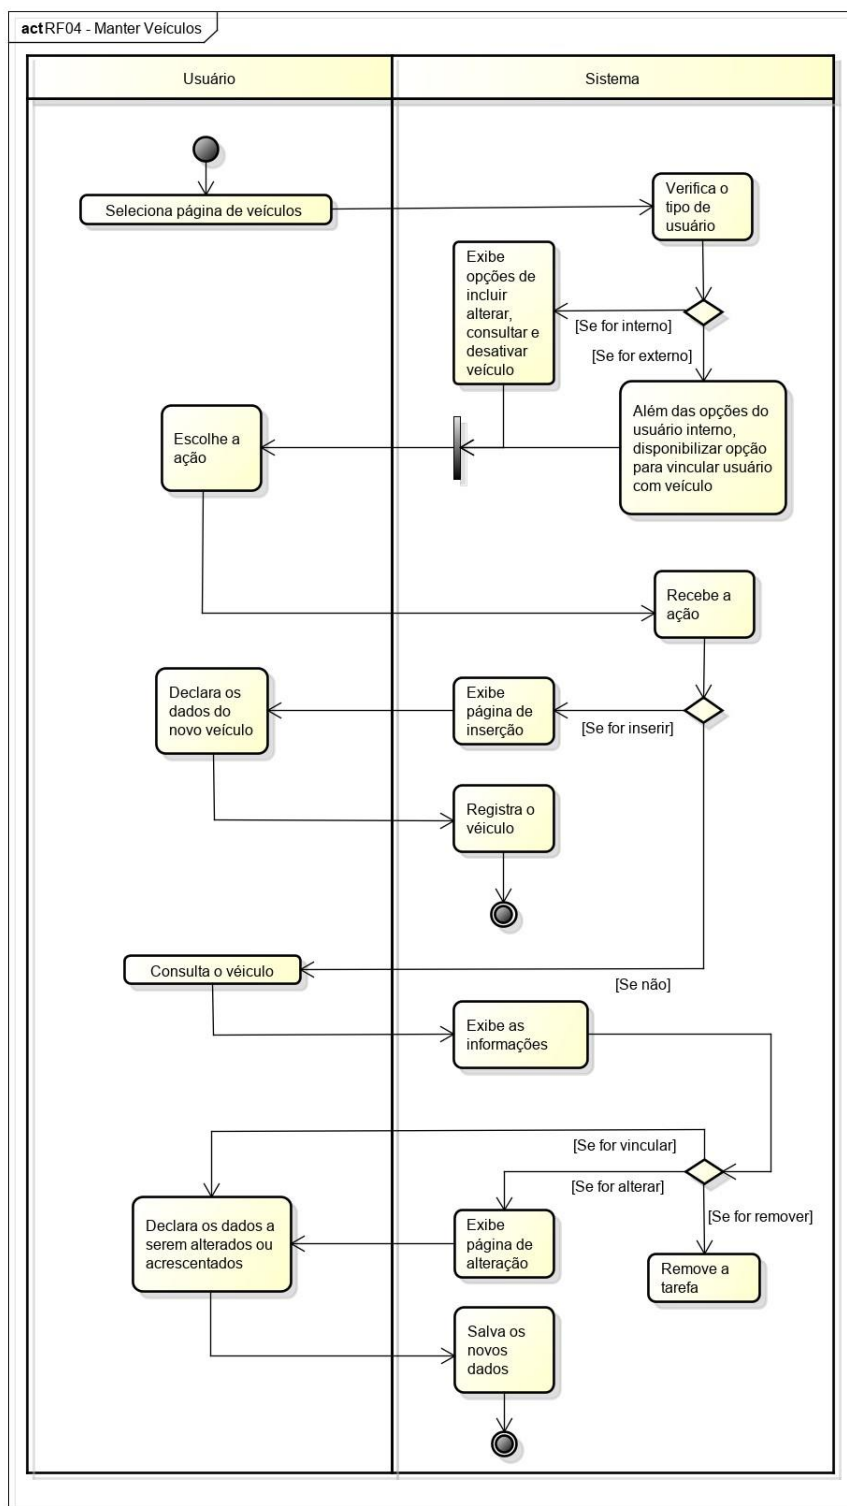 act RF04 - Manter Veículos
Usuário
Sistema
Seleciona página de veículos
Verifica o
tipo de
usuário
Exibe
opções de
incluir
alterar,
consultar e
desativar
veículo
[Se for interno]
[Se for externo]
Além das opções do
usuário interno,
disponibilizar opção
para vincular usuário
com veículo
Escolhe a
ação
Recebe a
ação
Declara os
dados do
novo veículo
Exibe
página de
inserção
[Se for inserir]
Registra o
véiculo
Consulta o véiculo
[Se não]
Exibe as
informações
[Se for vincular]
[Se for alterar]
[Se for remover]
Declara os dados a
serem alterados ou
acrescentados
Exibe
página de
alteração
Remove a
tarefa
Salva os
novos
dados